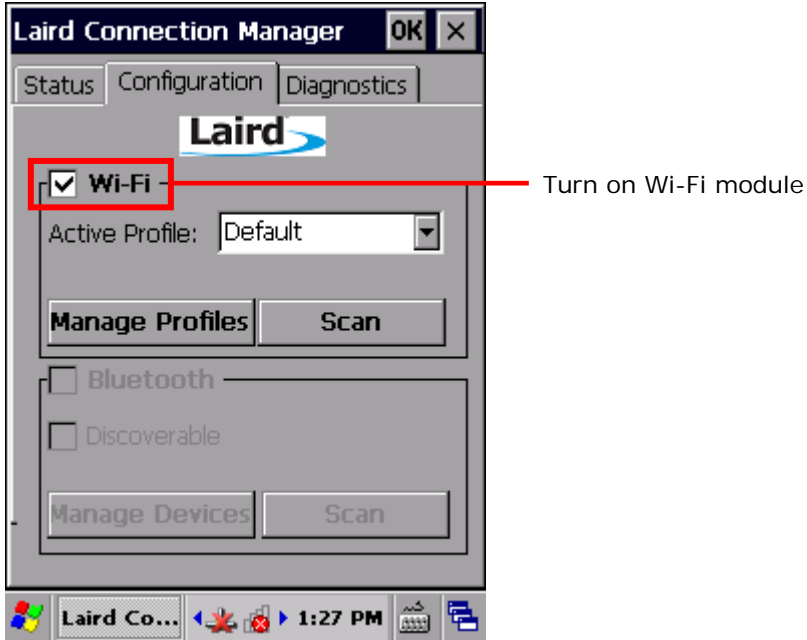 Laird Connection Manager OK ×
Status Configuration Diagnostics
Laird
Wi-Fi Turn on Wi-Fi module
Active Profile: Default
Manage Profiles Scan
Bluetooth
Discoverable
Manage Devices Scan
Laird Co... 1:27 PM